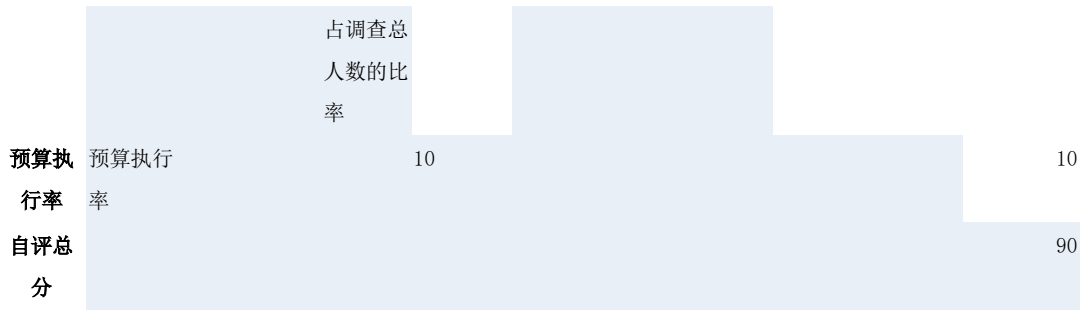 占调查总
人数的比
率
预算执 预算执行 10 10
行率 率
自评总 90
分